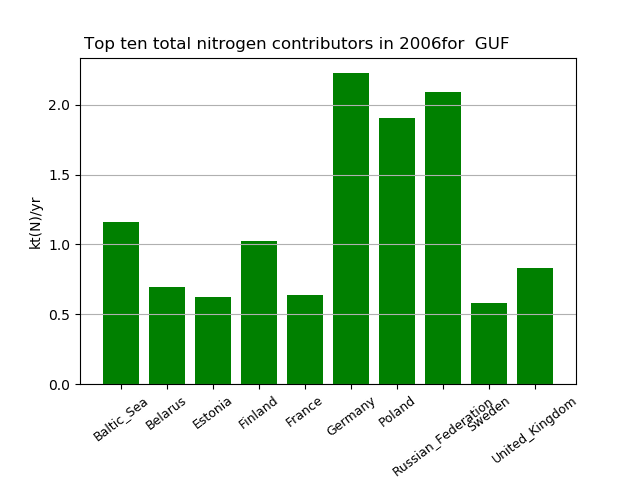 Top ten total nitrogen contributors in 2006for  GUF
kt(N)/yr
2.0
1.5
1.0
0.5
0.0
Baltic_Sea
Belarus
Estonia
Finland
France
Germany
Poland
Russian_Federation
Sweden
United_Kingdom